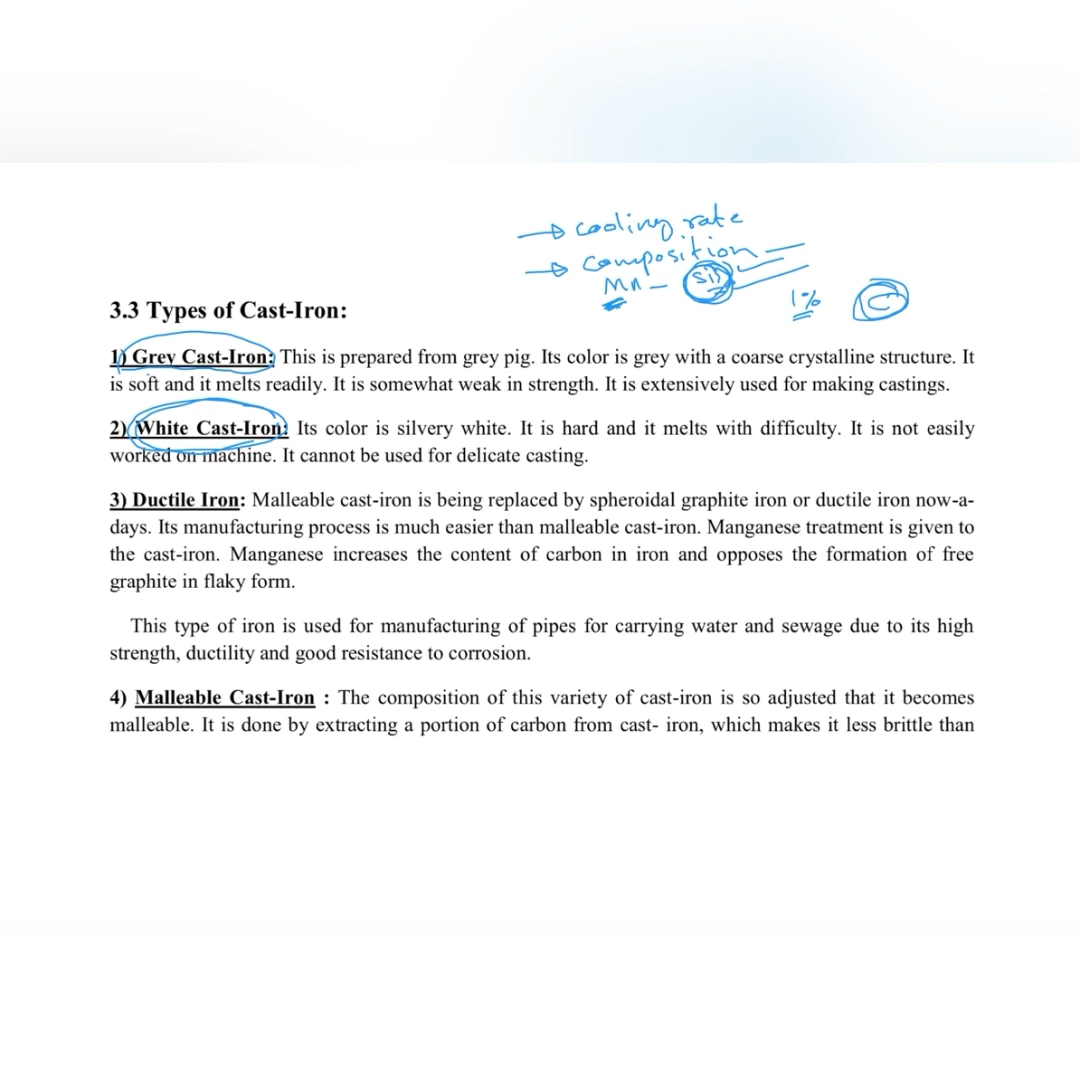 → cooling rate
→ composition
Mn - Si
1% C
3.3 Types of Cast-Iron:
1) Grey Cast-Iron: This is prepared from grey pig. Its color is grey with a coarse crystalline structure. It
is soft and it melts readily. It is somewhat weak in strength. It is extensively used for making castings.
2) White Cast-Iron: Its color is silvery white. It is hard and it melts with difficulty. It is not easily
worked on machine. It cannot be used for delicate casting.
3) Ductile Iron: Malleable cast-iron is being replaced by spheroidal graphite iron or ductile iron now-a-
days. Its manufacturing process is much easier than malleable cast-iron. Manganese treatment is given to
the cast-iron. Manganese increases the content of carbon in iron and opposes the formation of free
graphite in flaky form.
This type of iron is used for manufacturing of pipes for carrying water and sewage due to its high
strength, ductility and good resistance to corrosion.
4) Malleable Cast-Iron : The composition of this variety of cast-iron is so adjusted that it becomes
malleable. It is done by extracting a portion of carbon from cast- iron, which makes it less brittle than